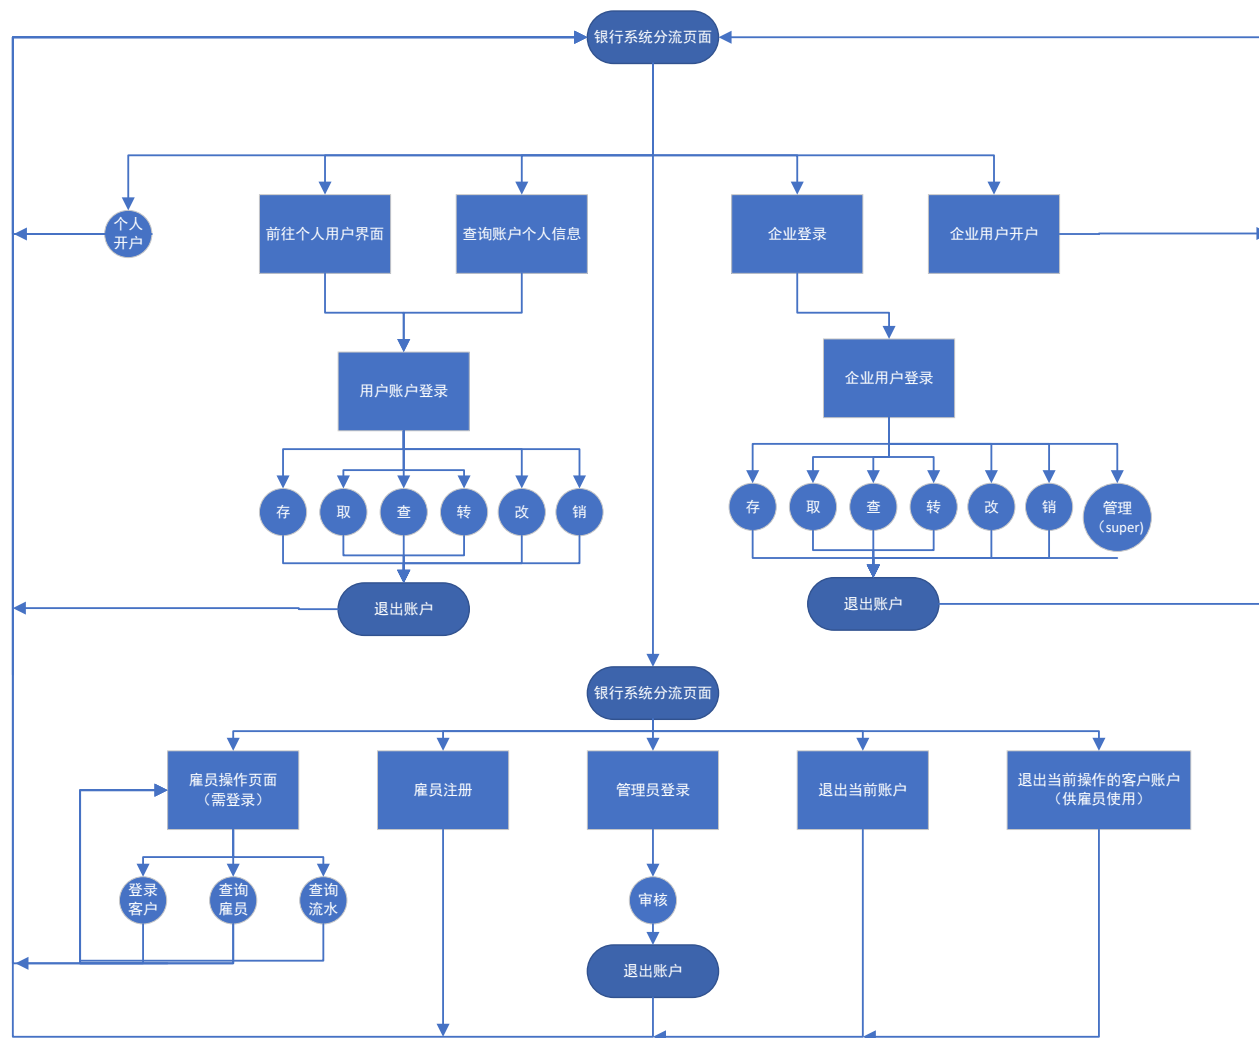 银行系统分流页面
个人
开户
前往个人用户界面
查询账户个人信息
企业登录
企业用户开户
用户账户登录
企业用户登录
存
取
查
转
改
销
存
取
查
转
改
销
管理
（super)
退出账户
退出账户
银行系统分流页面
雇员操作页面
（需登录）
雇员注册
管理员登录
退出当前账户
退出当前操作的客户账户
（供雇员使用）
登录
客户
查询
雇员
查询
流水
审核
退出账户